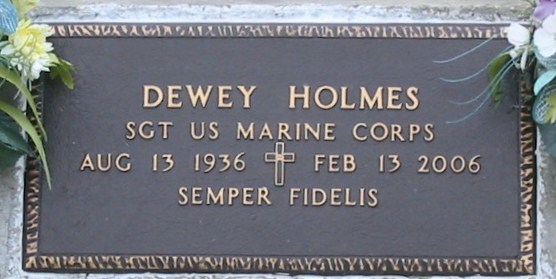 DEWEY HOLMES
SGT US MARINE CORPS
AUG 13 1936 FEB 13 2006
SEMPER FIDELIS